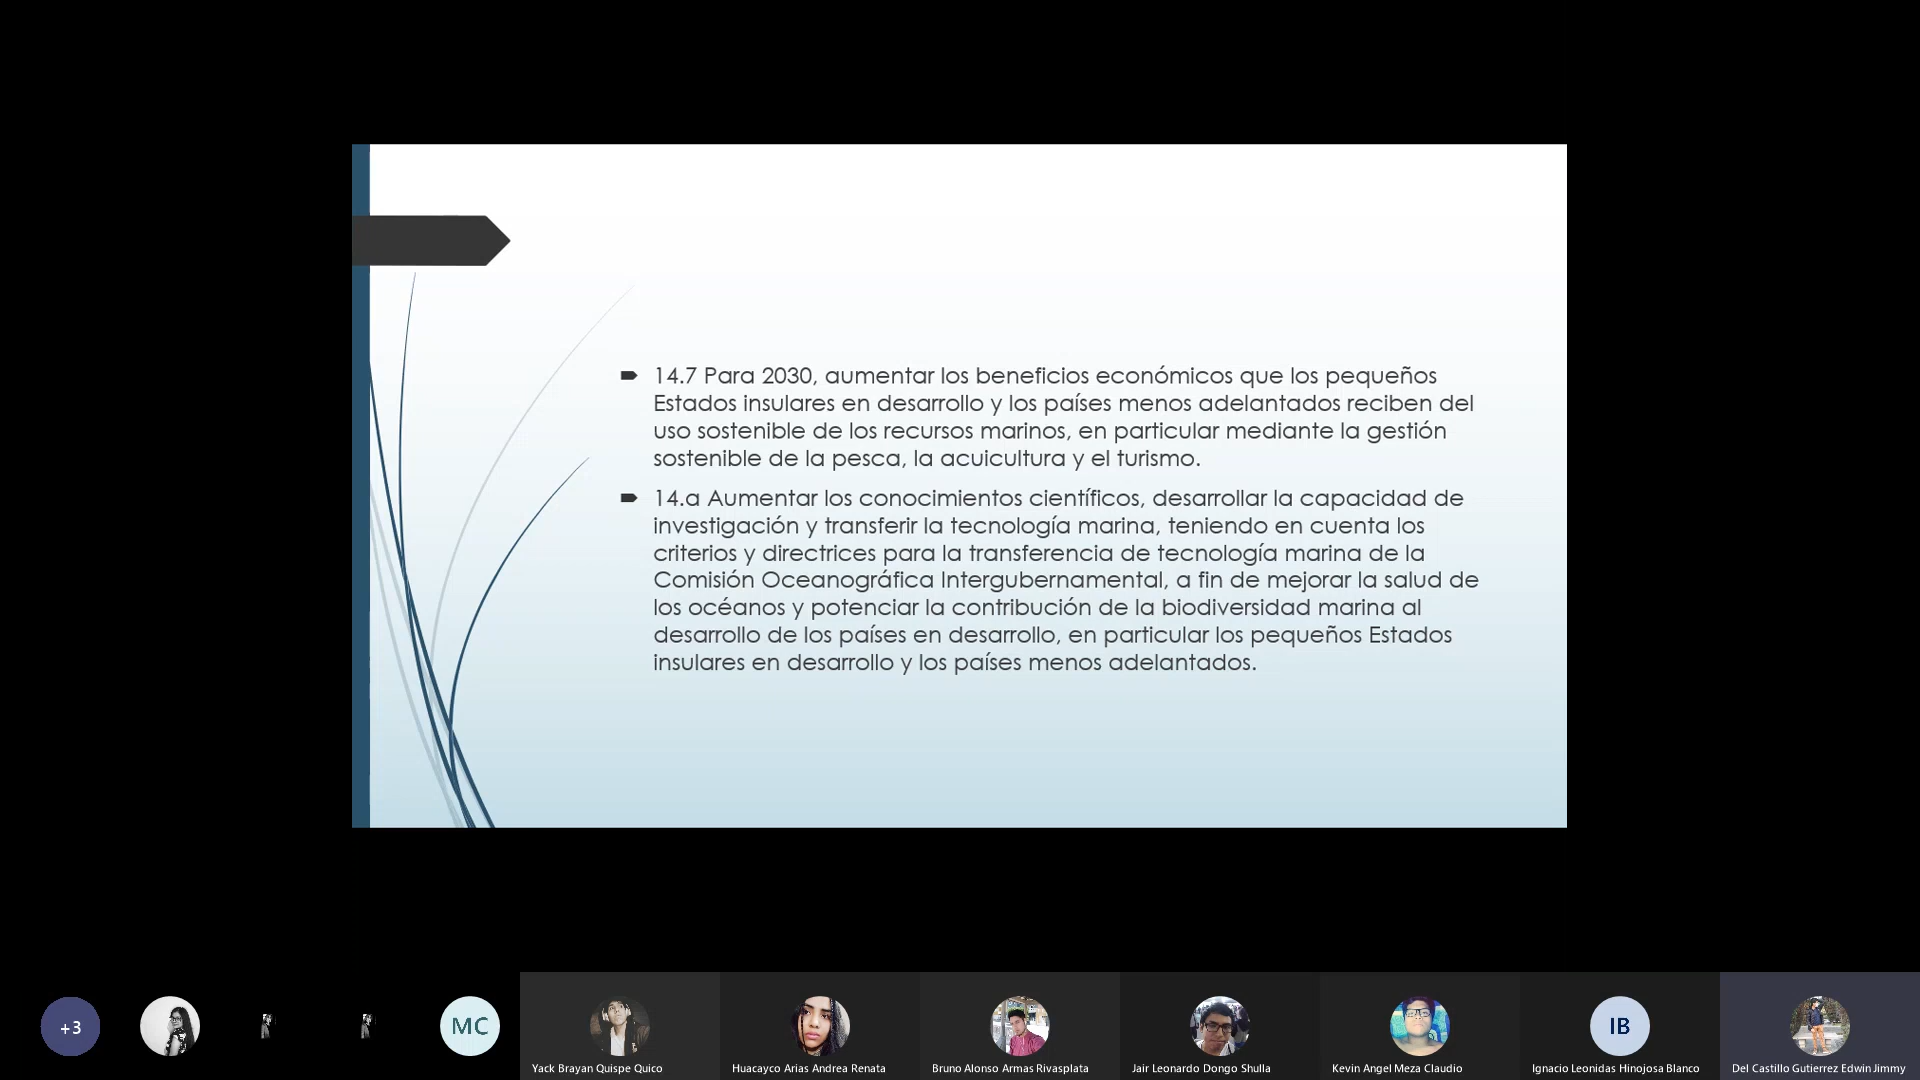 14.7 Para 2030, aumentar los beneficios económicos que los pequeños
Estados insulares en desarrollo y los países menos adelantados reciben del
uso sostenible de los recursos marinos, en particular mediante la gestión
sostenible de la pesca, la acuicultura y el turismo.
14.a Aumentar los conocimientos científicos, desarrollar la capacidad de
investigación y transferir la tecnología marina, teniendo en cuenta los
criterios y directrices para la transferencia de tecnología marina de la
Comisión Oceanográfica Intergubernamental, a fin de mejorar la salud de
los océanos y potenciar la contribución de la biodiversidad marina al
desarrollo de los países en desarrollo, en particular los pequeños Estados
insulares en desarrollo y los países menos adelantados.
+3
MC
Yack Brayan Quispe Quico
Huacayco Arias Andrea Renata
Bruno Alonso Armas Rivasplata
Jair Leonardo Dongo Shulla
Kevin Angel Meza Claudio
IB
Ignacio Leonidas Hinojosa Blanco
Del Castillo Gutierrez Edwin Jimmy